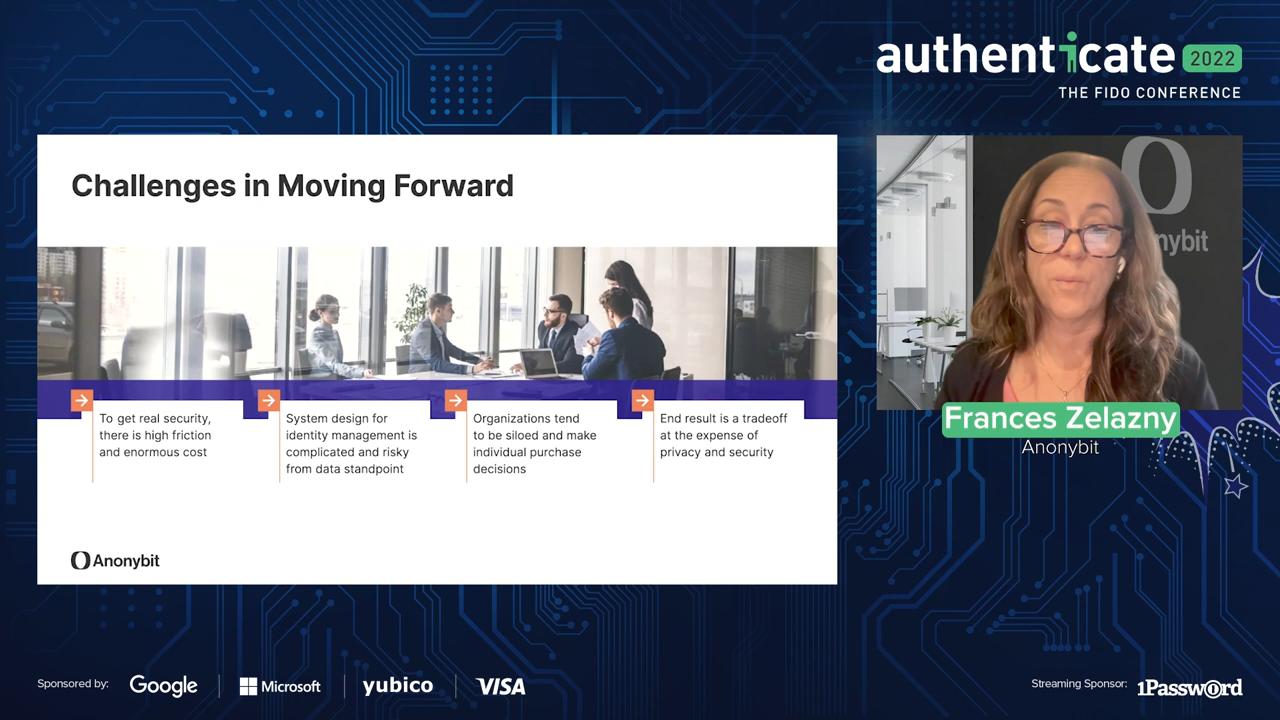 authenticate 2022
THE FIDO CONFERENCE
Challenges in Moving Forward
To get real security,
there is high friction
and enormous cost
System design for
identity management is
complicated and risky
from data standpoint
Organizations tend
to be siloed and make
individual purchase
decisions
End result is a tradeoff
at the expense of
privacy and security
Anonybit
nybit
Frances Zelazny
Anonybit
Sponsored by: Google Microsoft yubico VISA
Streaming Sponsor: 1Password